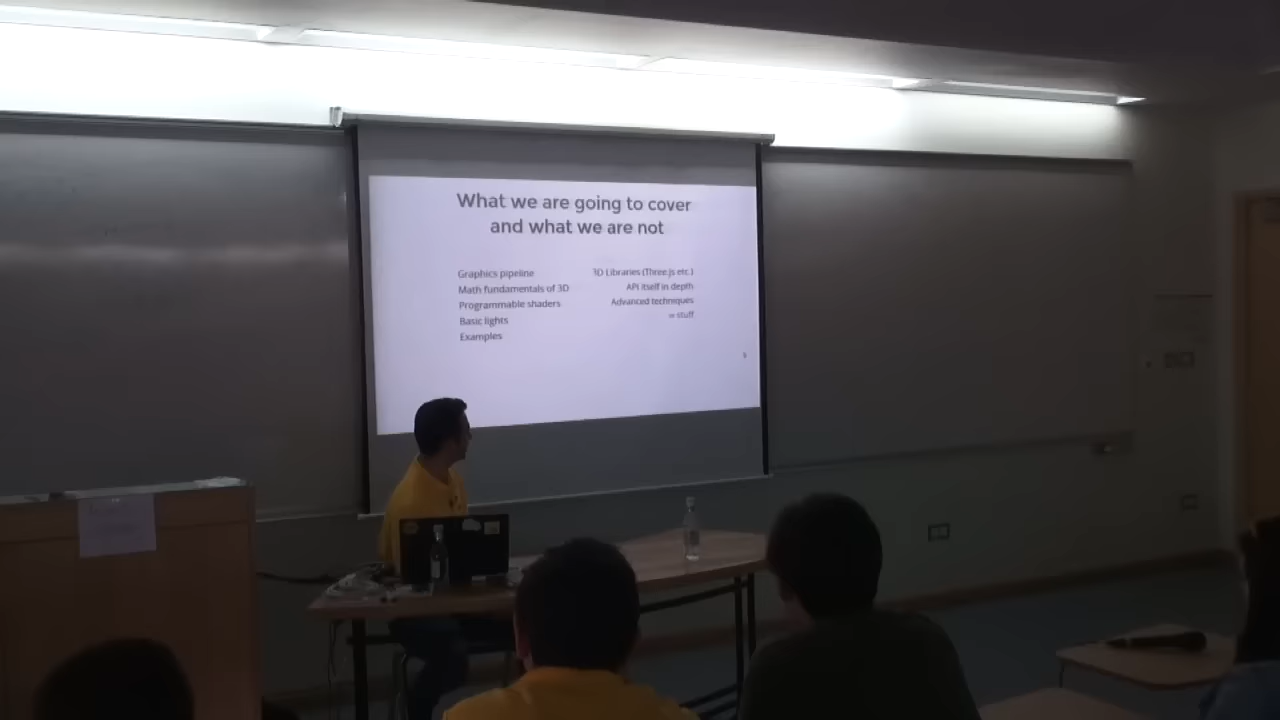 What we are going to cover
and what we are not
Graphics pipeline
Math fundamentals of 3D
Programmable shaders
Basic lights
Examples
3D Libraries (Three.js etc.)
API itself in depth
Advanced techniques
stuff